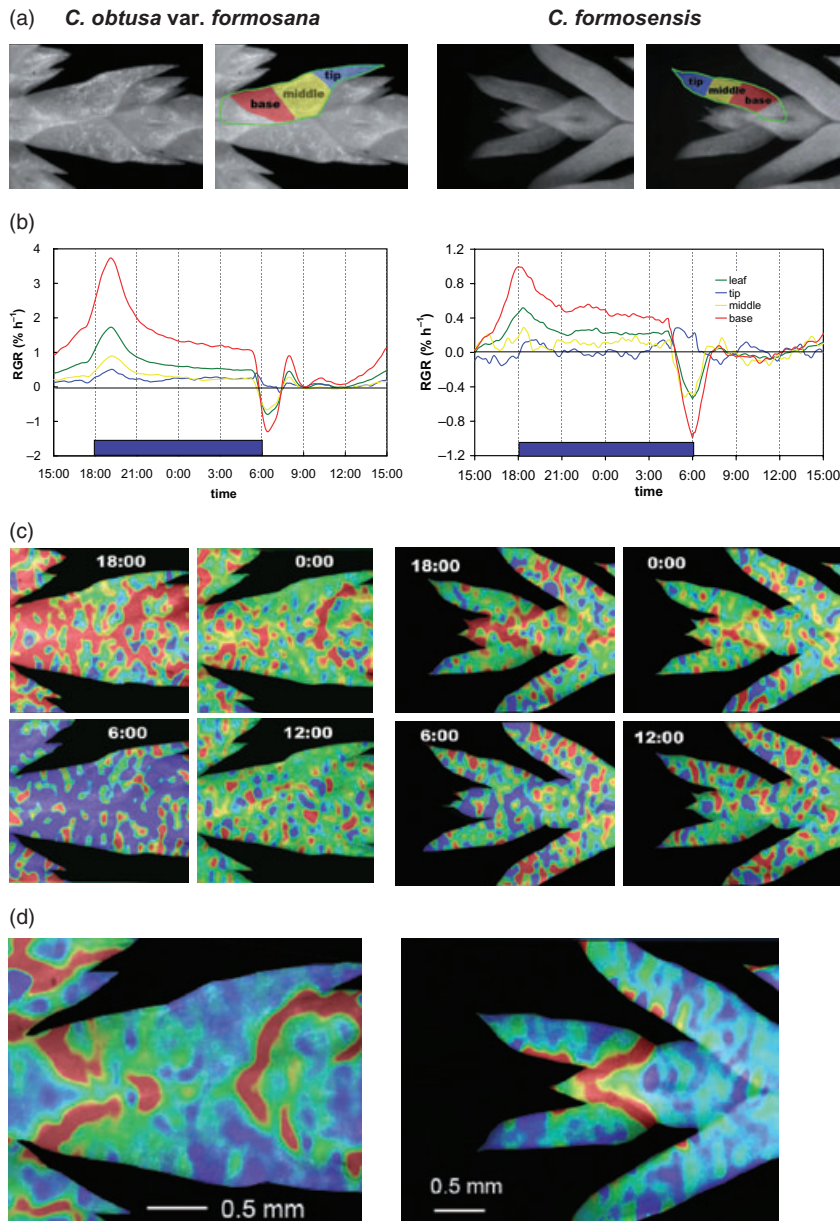 (a)
C. obtusa var. formosana
C. formosensis
tip
middle
base
tip
middle
base
(b)
4
3
2
1
0
–1
–2
RGR (% h⁻¹)
15:00 18:00 21:00 0:00 3:00 6:00 9:00 12:00 15:00
time
1.2
0.8
0.4
0.0
–0.4
–0.8
–1.2
RGR (% h⁻¹)
leaf
tip
middle
base
15:00 18:00 21:00 0:00 3:00 6:00 9:00 12:00 15:00
time
(c)
18:00
0:00
18:00
0:00
6:00
12:00
6:00
12:00
(d)
0.5 mm
0.5 mm